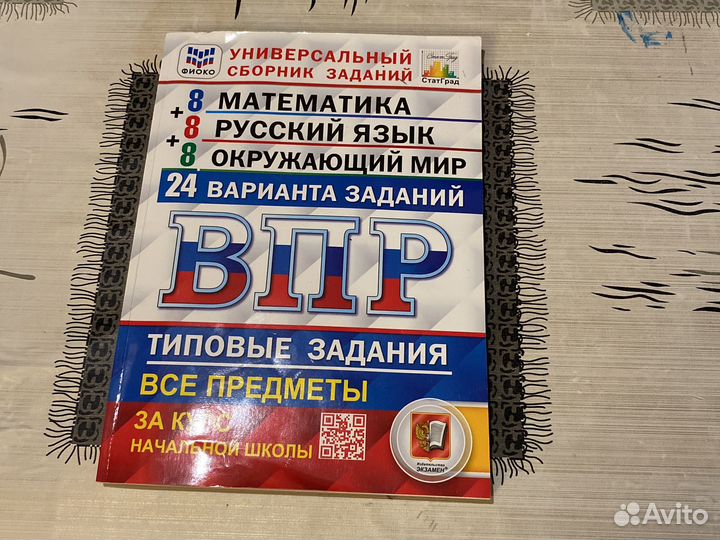 ФИОКО
УНИВЕРСАЛЬНЫЙ
СБОРНИК ЗАДАНИЙ
СтатГрад
8 МАТЕМАТИКА
+8 РУССКИЙ ЯЗЫК
+8 ОКРУЖАЮЩИЙ МИР
24 ВАРИАНТА ЗАДАНИЙ
ВПР
ТИПОВЫЕ ЗАДАНИЯ
ВСЕ ПРЕДМЕТЫ
ЗА КУРС
НАЧАЛЬНОЙ ШКОЛЫ
Издательство
ЭКЗАМЕН®
Avito